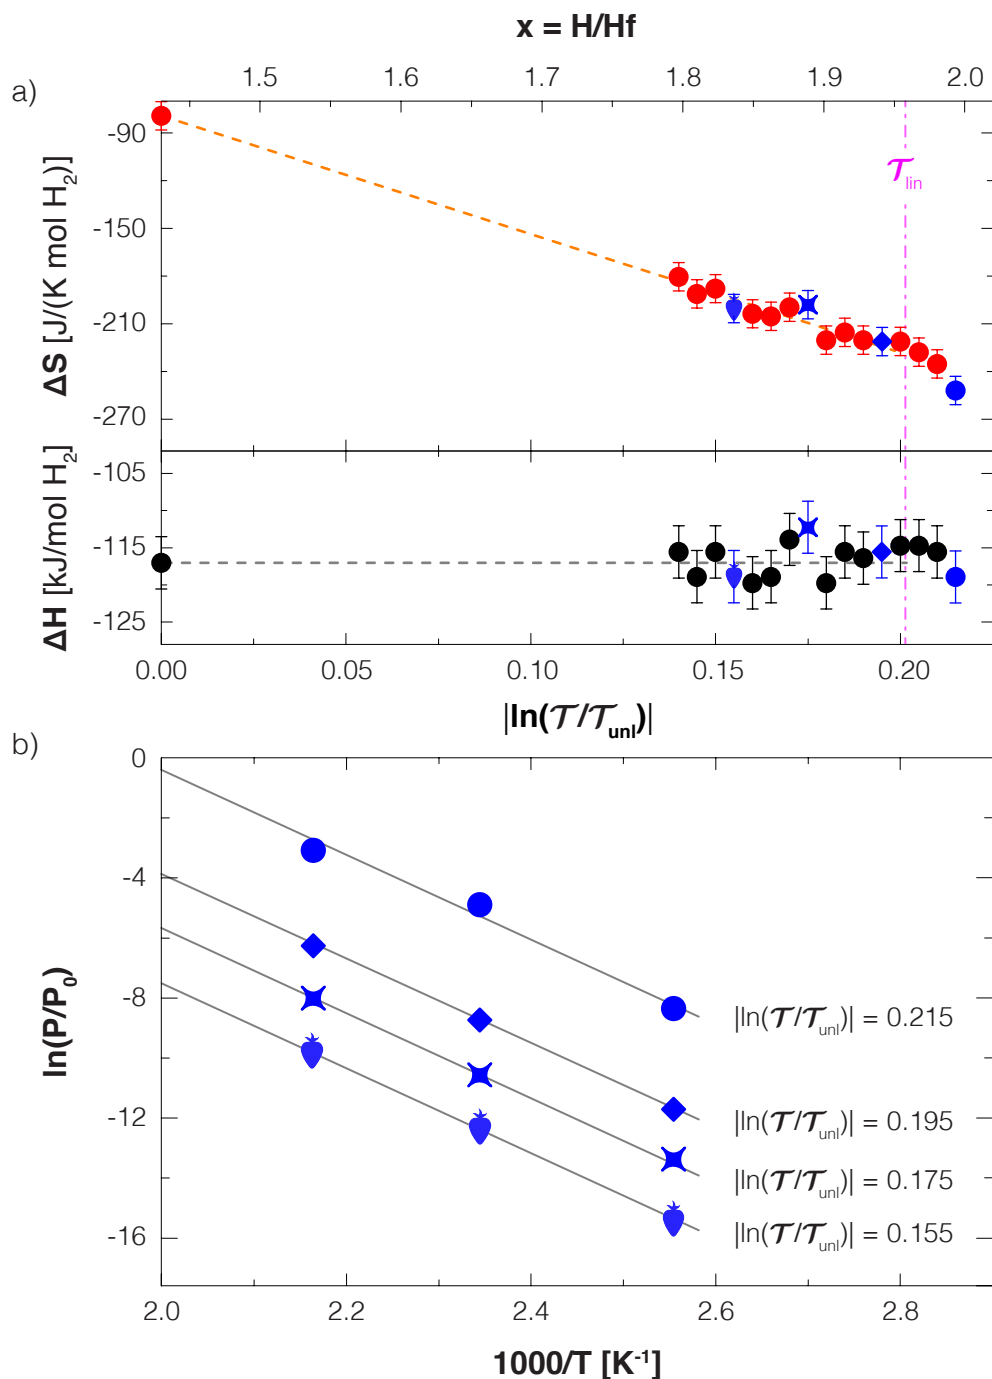 x = H/Hf
1.5 1.6 1.7 1.8 1.9 2.0
a)
ΔS [J/(K mol H2)]
-90
-150
-210
-270
𝒯lin
ΔH [kJ/mol H2]
-105
-115
-125
0.00 0.05 0.10 0.15 0.20
|ln(𝒯/𝒯unl)|
b)
ln(P/P0)
0
-4
-8
-12
-16
|ln(𝒯/𝒯unl)| = 0.215
|ln(𝒯/𝒯unl)| = 0.195
|ln(𝒯/𝒯unl)| = 0.175
|ln(𝒯/𝒯unl)| = 0.155
2.0 2.2 2.4 2.6 2.8
1000/T [K-1]